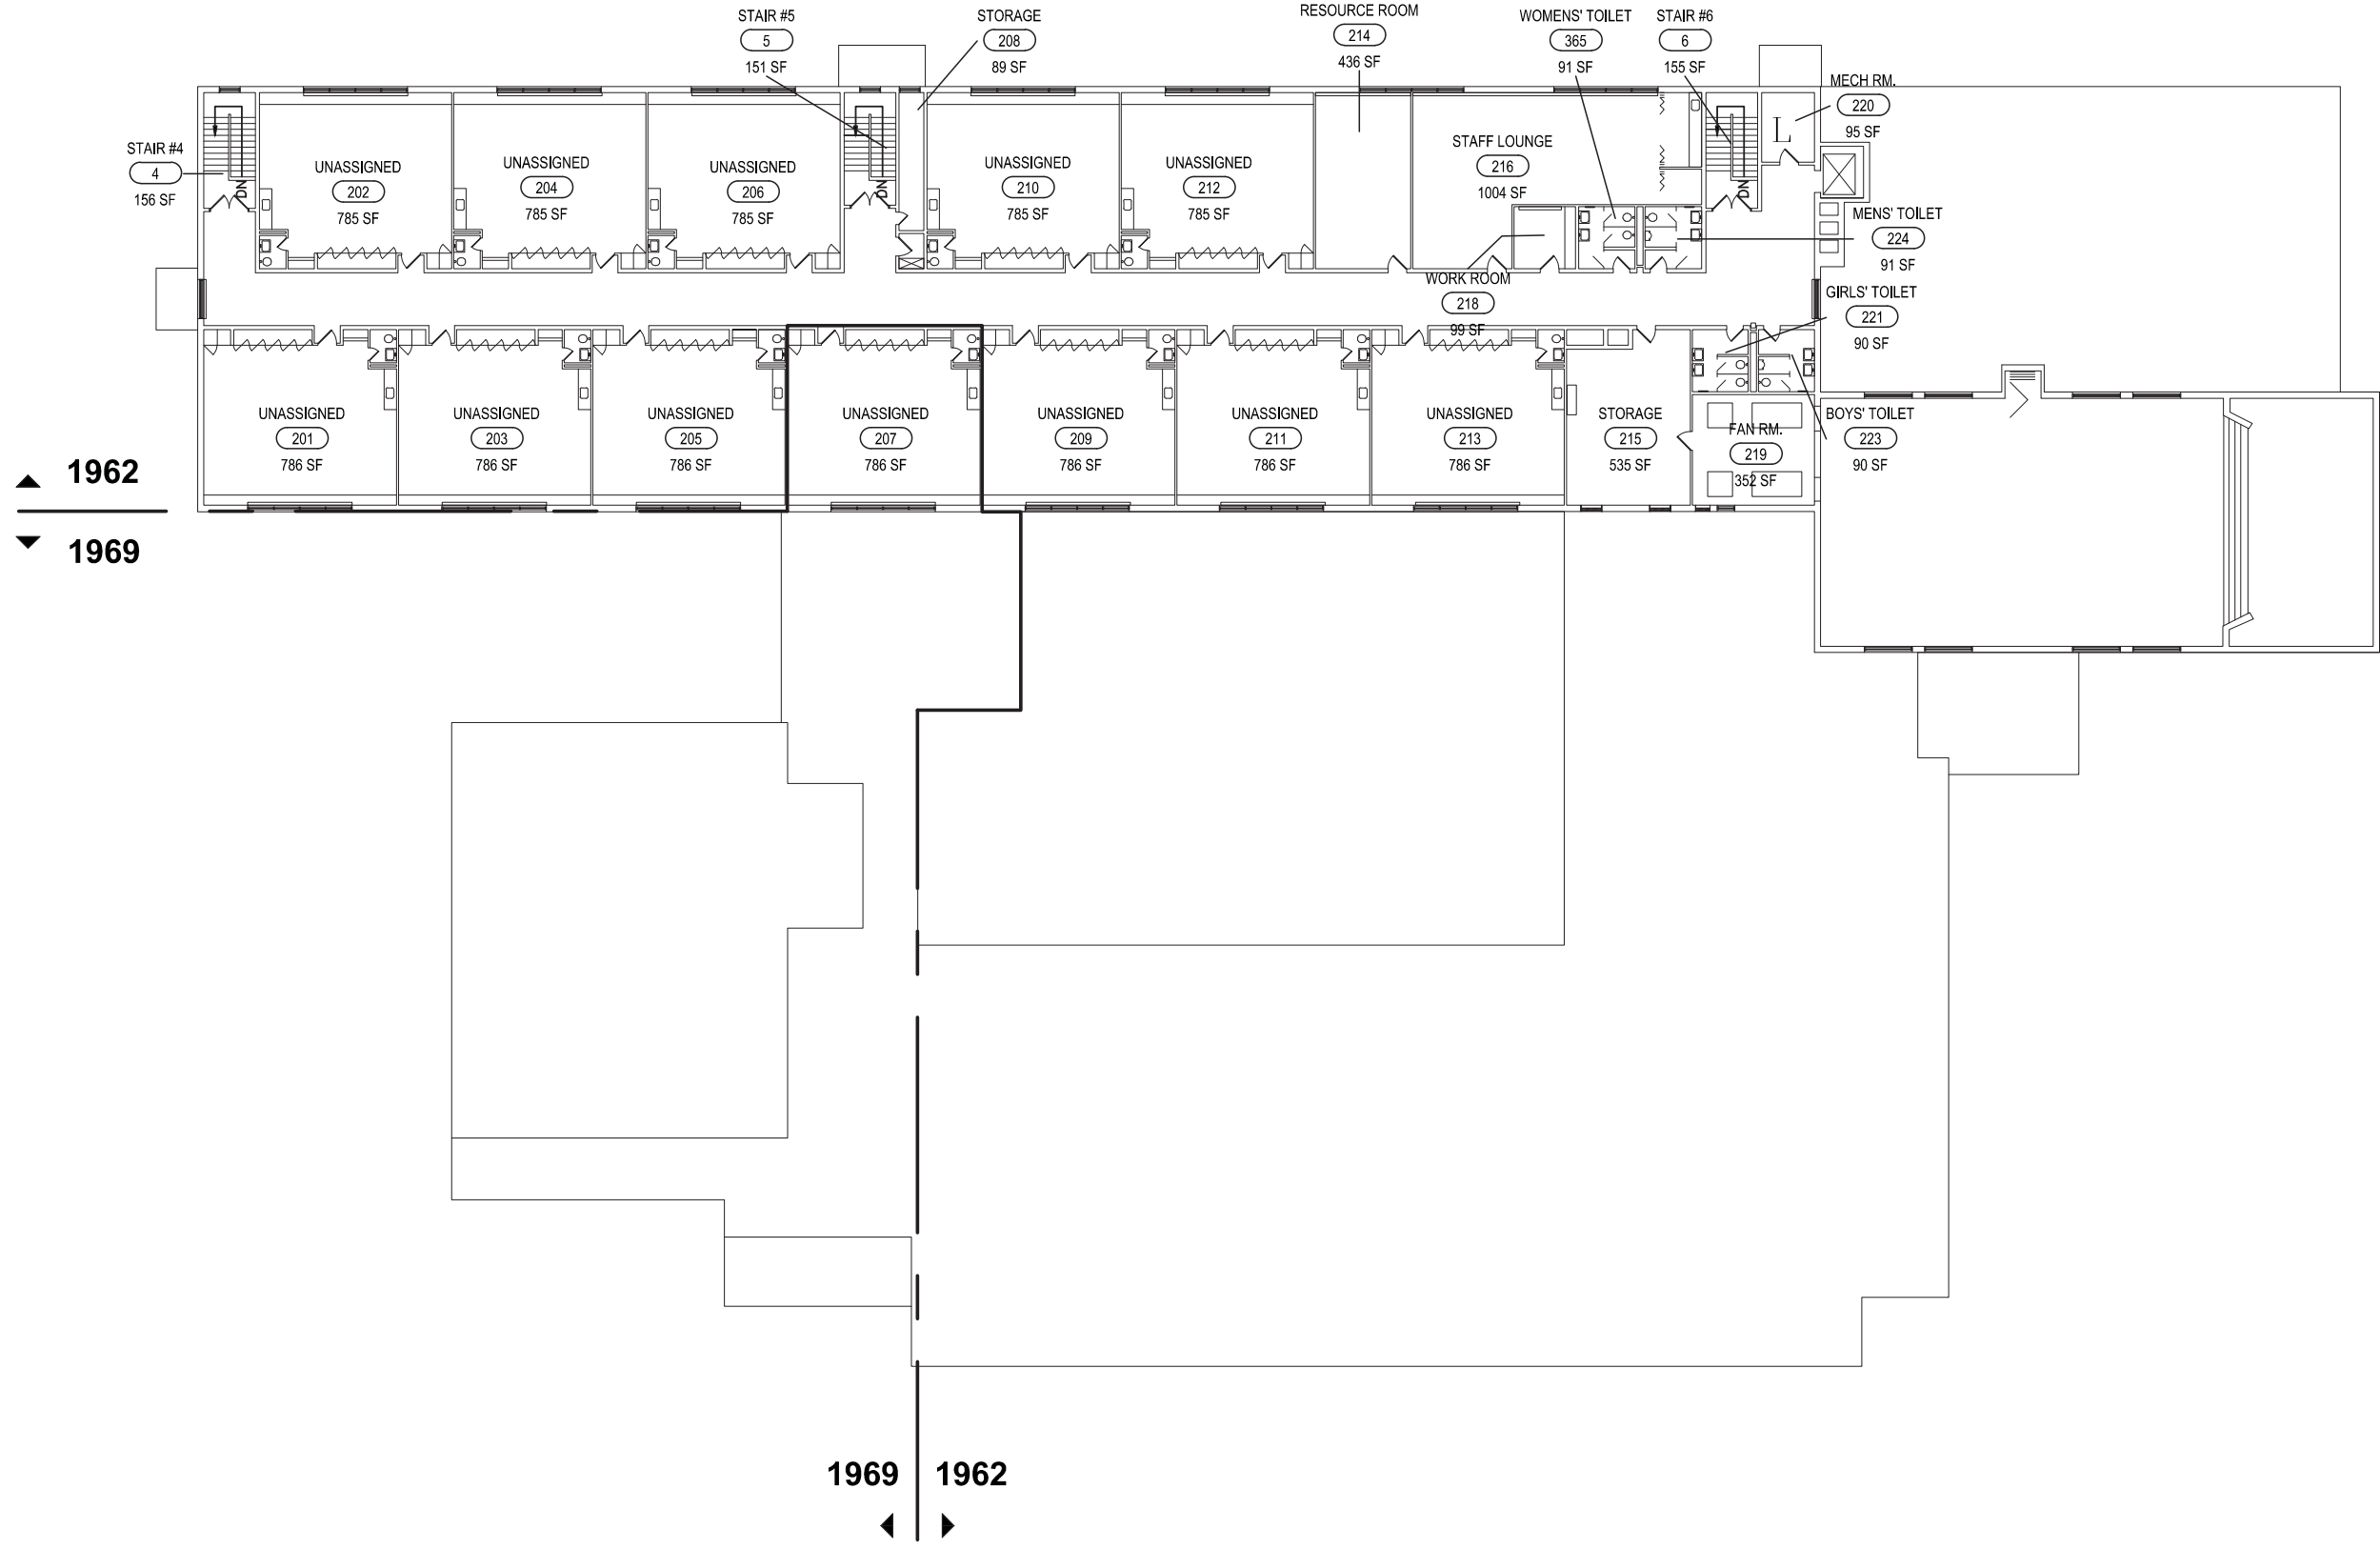 STAIR #5
5
151 SF
STORAGE
208
89 SF
RESOURCE ROOM
214
436 SF
WOMENS' TOILET
365
91 SF
STAIR #6
6
155 SF
MECH RM.
220
95 SF
L
STAIR #4
4
156 SF
DN
UNASSIGNED
202
785 SF
UNASSIGNED
204
785 SF
UNASSIGNED
206
785 SF
DN
UNASSIGNED
210
785 SF
UNASSIGNED
212
785 SF
STAFF LOUNGE
216
1004 SF
DN
MENS' TOILET
224
91 SF
WORK ROOM
218
99 SF
GIRLS' TOILET
221
90 SF
UNASSIGNED
201
786 SF
UNASSIGNED
203
786 SF
UNASSIGNED
205
786 SF
UNASSIGNED
207
786 SF
UNASSIGNED
209
786 SF
UNASSIGNED
211
786 SF
UNASSIGNED
213
786 SF
STORAGE
215
535 SF
FAN RM.
219
352 SF
BOYS' TOILET
223
90 SF
1962
1969
1969
1962